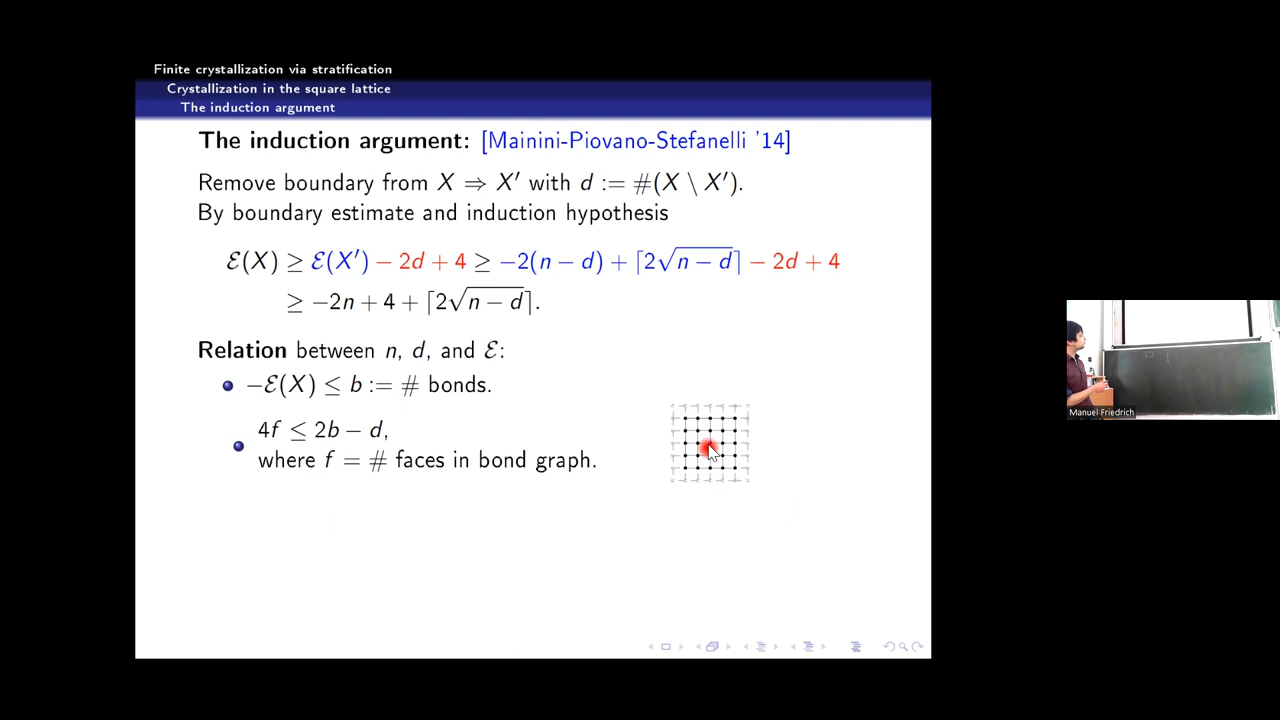 Finite crystallization via stratification
Crystallization in the square lattice
The induction argument
The induction argument: [Mainini-Piovano-Stefanelli '14]
Remove boundary from X ⇒ X′ with d := #(X \ X′).
By boundary estimate and induction hypothesis
ℰ(X) ≥ ℰ(X′) − 2d + 4 ≥ −2(n − d) + ⌈2√(n − d)⌉ − 2d + 4
≥ −2n + 4 + ⌈2√(n − d)⌉.
Relation between n, d, and ℰ:
−ℰ(X) ≤ b := # bonds.
4f ≤ 2b − d,
where f = # faces in bond graph.
Manuel Friedrich